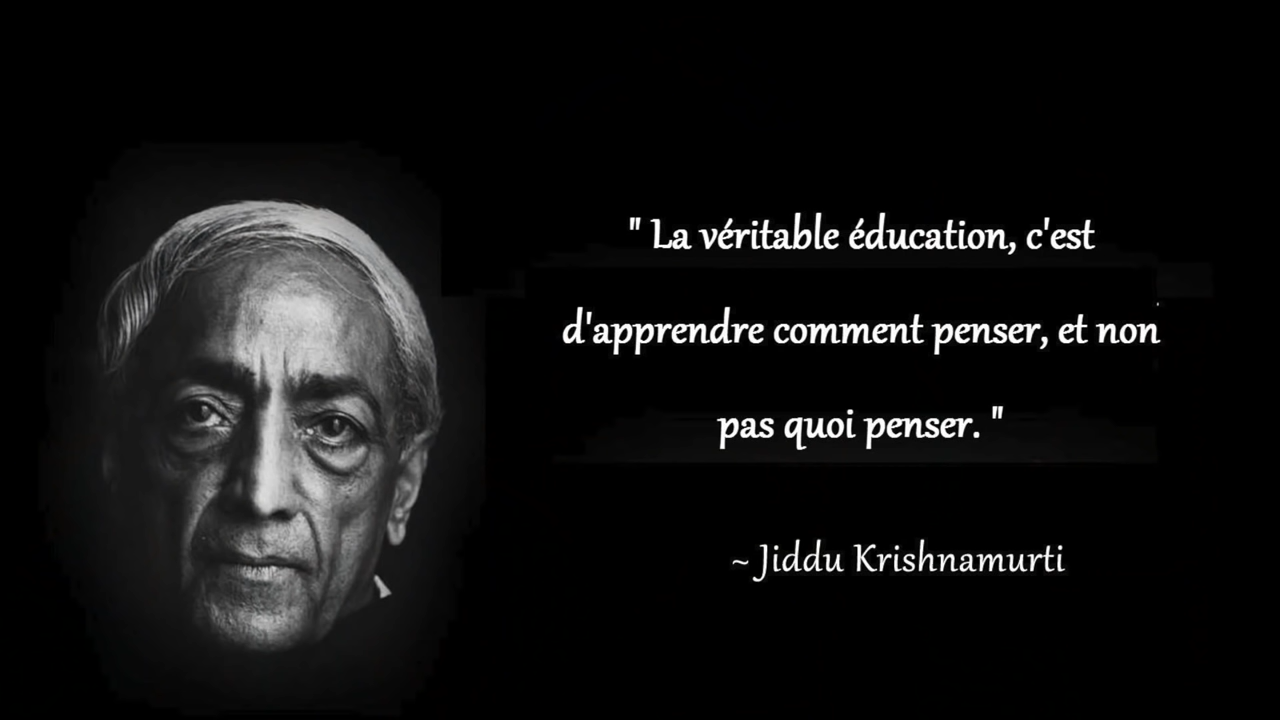 " La véritable éducation, c'est
d'apprendre comment penser, et non
pas quoi penser. "
~ Jiddu Krishnamurti